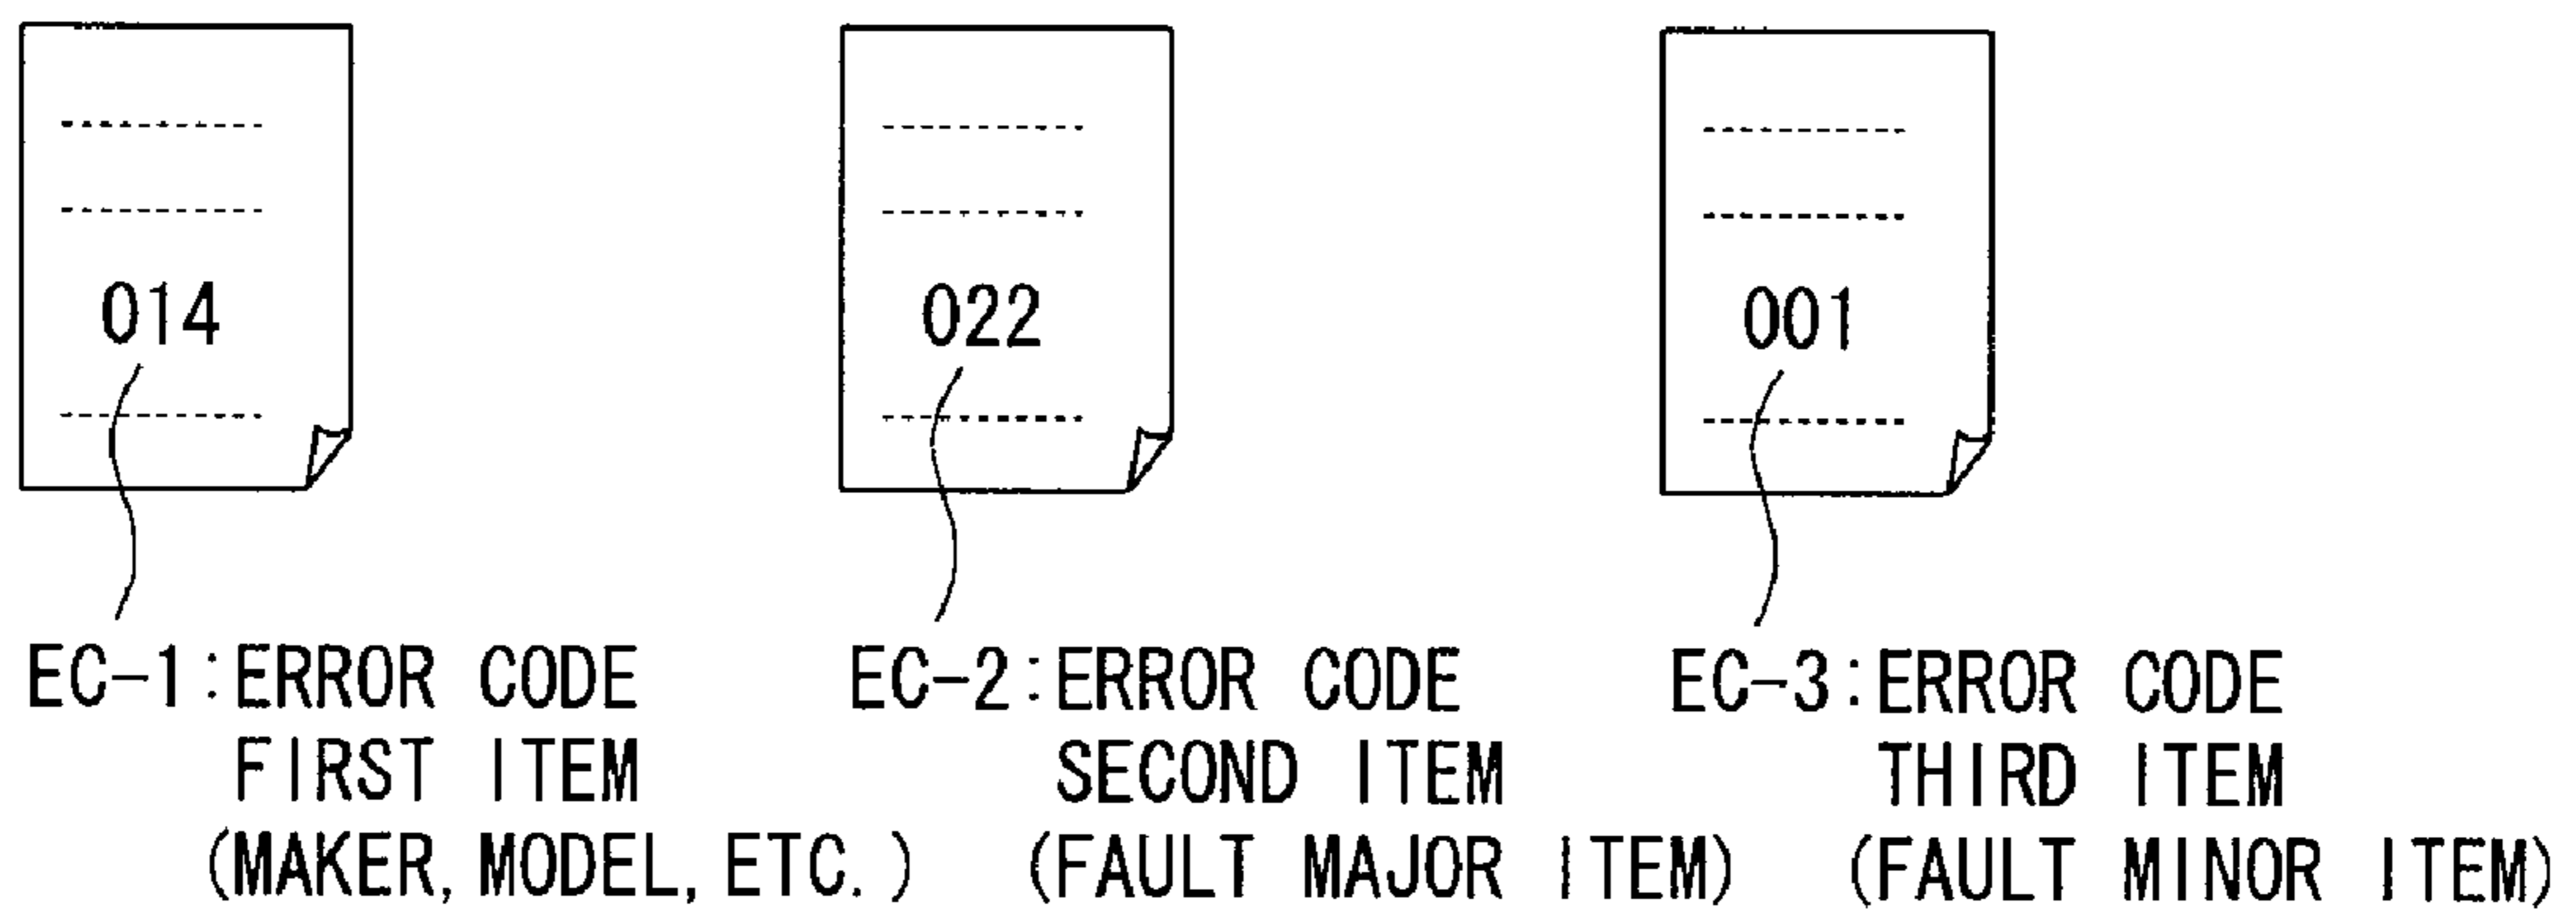 014
022
001
EC-1:ERROR CODE
FIRST ITEM
(MAKER, MODEL, ETC.)
EC-2:ERROR CODE
SECOND ITEM
(FAULT MAJOR ITEM)
EC-3:ERROR CODE
THIRD ITEM
(FAULT MINOR ITEM)